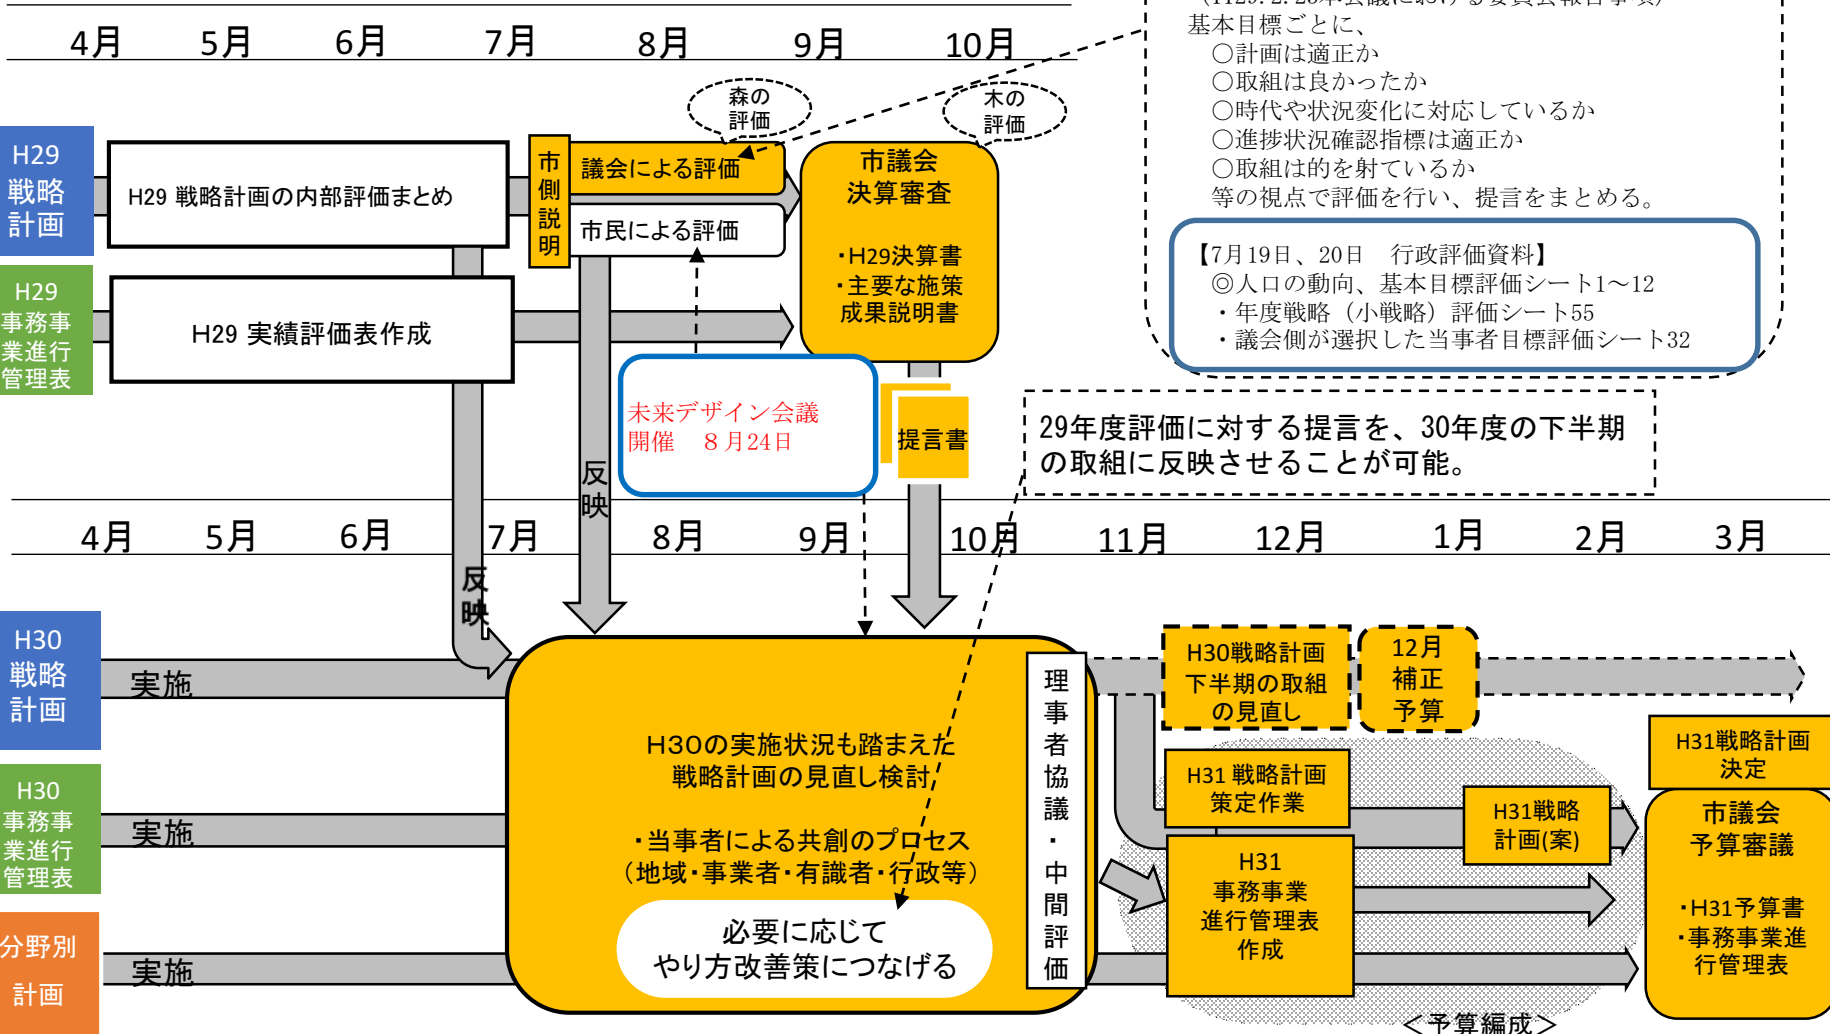 基本目標ごとに、
○計画は適正か
○取組は良かったか
○時代や状況変化に対応しているか
○進捗状況確認指標は適正か
○取組は的を射ているか
等の視点で評価を行い、提言をまとめる。
【7月19日、20日　行政評価資料】
◎人口の動向、基本目標評価シート1～12
・年度戦略（小戦略）評価シート55
・議会側が選択した当事者目標評価シート32
4月 5月 6月 7月 8月 9月 10月
森の
評価
木の
評価
H29
戦略
計画
H29 戦略計画の内部評価まとめ
市側説明
議会による評価
市民による評価
市議会
決算審査
・H29決算書
・主要な施策
成果説明書
H29
事務事
業進行
管理表
H29 実績評価表作成
未来デザイン会議
開催　８月24日
提言書
29年度評価に対する提言を、30年度の下半期
の取組に反映させることが可能。
反映
4月 5月 6月 7月 8月 9月 10月 11月 12月 1月 2月 3月
反映
H30
戦略
計画
実施
H30
事務事
業進行
管理表
実施
分野別
計画
実施
H30の実施状況も踏まえた
戦略計画の見直し検討
・当事者による共創のプロセス
（地域・事業者・有識者・行政等）
必要に応じて
やり方改善策につなげる
理事者協議・中間評価
H30戦略計画
下半期の取組
の見直し
12月
補正
予算
H31 戦略計画
策定作業
H31戦略
計画(案)
H31
事務事業
進行管理表
作成
H31戦略計画
決定
市議会
予算審議
・H31予算書
・事務事業進
行管理表
＜予算編成＞